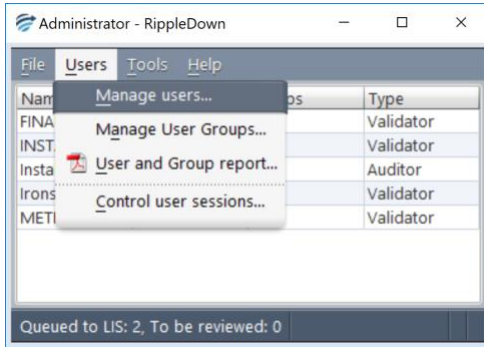 Administrator - RippleDown
File Users Tools Help
Manage users...
Manage User Groups...
User and Group report...
Control user sessions...
Type
Validator
Validator
Auditor
Validator
Validator
Queued to LIS: 2, To be reviewed: 0